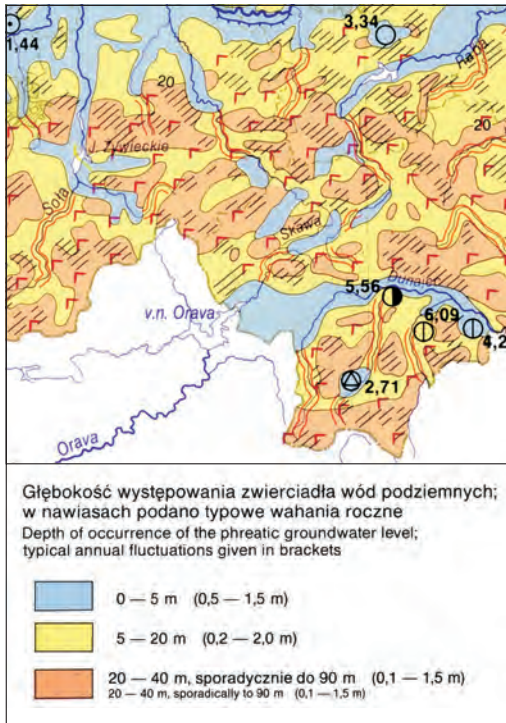 1,44
3,34
Raba
20
20
J. Żywieckie
Soła
Skawa
Dunajec
5,56
v.n. Orava
6,09
4,2
2,71
Orava
Głębokość występowania zwierciadła wód podziemnych;
w nawiasach podano typowe wahania roczne
Depth of occurrence of the phreatic groundwater level;
typical annual fluctuations given in brackets
0 — 5 m (0,5 — 1,5 m)
5 — 20 m (0,2 — 2,0 m)
20 — 40 m, sporadycznie do 90 m (0,1 — 1,5 m)
20 — 40 m, sporadically to 90 m (0,1 — 1,5 m)